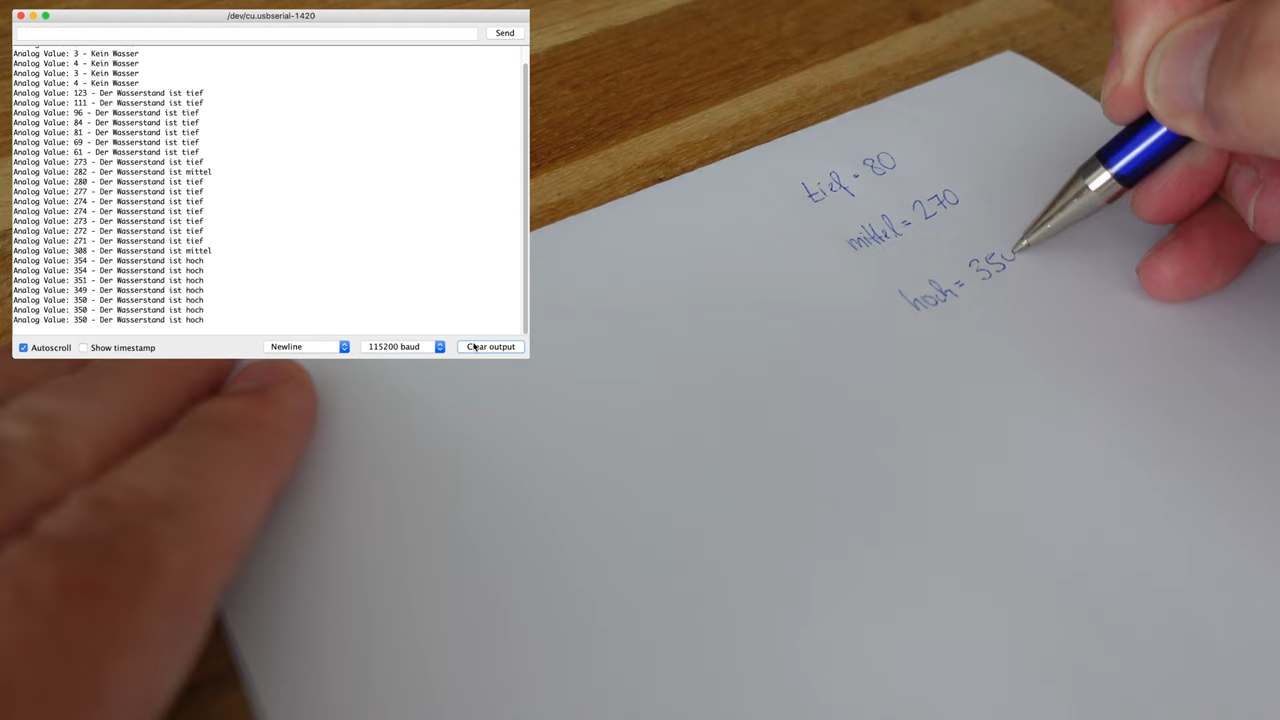 /dev/cu.usbserial-1420
Send
Analog Value: 3 - Kein Wasser
Analog Value: 4 - Kein Wasser
Analog Value: 3 - Kein Wasser
Analog Value: 4 - Kein Wasser
Analog Value: 123 - Der Wasserstand ist tief
Analog Value: 111 - Der Wasserstand ist tief
Analog Value: 96 - Der Wasserstand ist tief
Analog Value: 84 - Der Wasserstand ist tief
Analog Value: 81 - Der Wasserstand ist tief
Analog Value: 69 - Der Wasserstand ist tief
Analog Value: 61 - Der Wasserstand ist tief
Analog Value: 273 - Der Wasserstand ist tief
Analog Value: 282 - Der Wasserstand ist mittel
Analog Value: 280 - Der Wasserstand ist tief
Analog Value: 277 - Der Wasserstand ist tief
Analog Value: 274 - Der Wasserstand ist tief
Analog Value: 274 - Der Wasserstand ist tief
Analog Value: 273 - Der Wasserstand ist tief
Analog Value: 272 - Der Wasserstand ist tief
Analog Value: 271 - Der Wasserstand ist tief
Analog Value: 308 - Der Wasserstand ist mittel
Analog Value: 354 - Der Wasserstand ist hoch
Analog Value: 354 - Der Wasserstand ist hoch
Analog Value: 351 - Der Wasserstand ist hoch
Analog Value: 349 - Der Wasserstand ist hoch
Analog Value: 350 - Der Wasserstand ist hoch
Analog Value: 350 - Der Wasserstand ist hoch
Analog Value: 350 - Der Wasserstand ist hoch
Autoscroll Show timestamp Newline 115200 baud Clear output
tief = 80
mittel = 270
hoch = 350